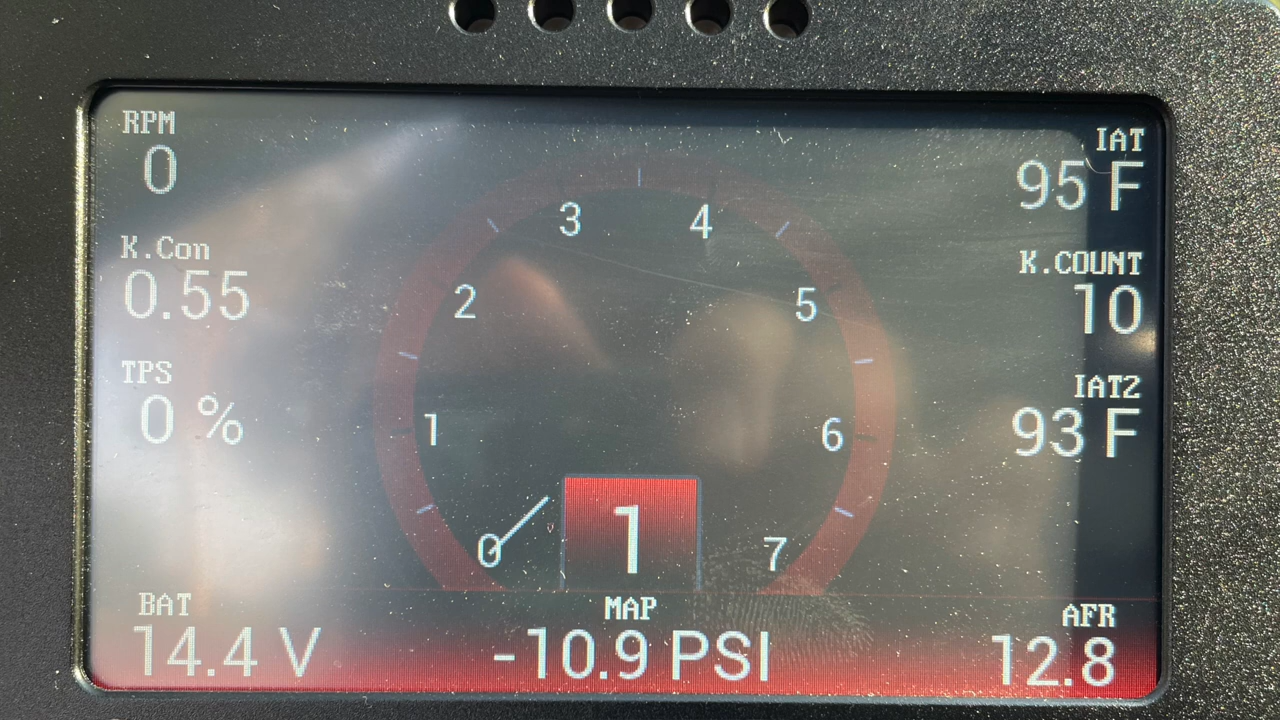 RPM
0
IAT
95 F
K.Con
0.55
K.COUNT
10
TPS
0 %
IAT2
93 F
3
4
2
5
1
6
0
7
1
BAT
14.4 V
MAP
-10.9 PSI
AFR
12.8